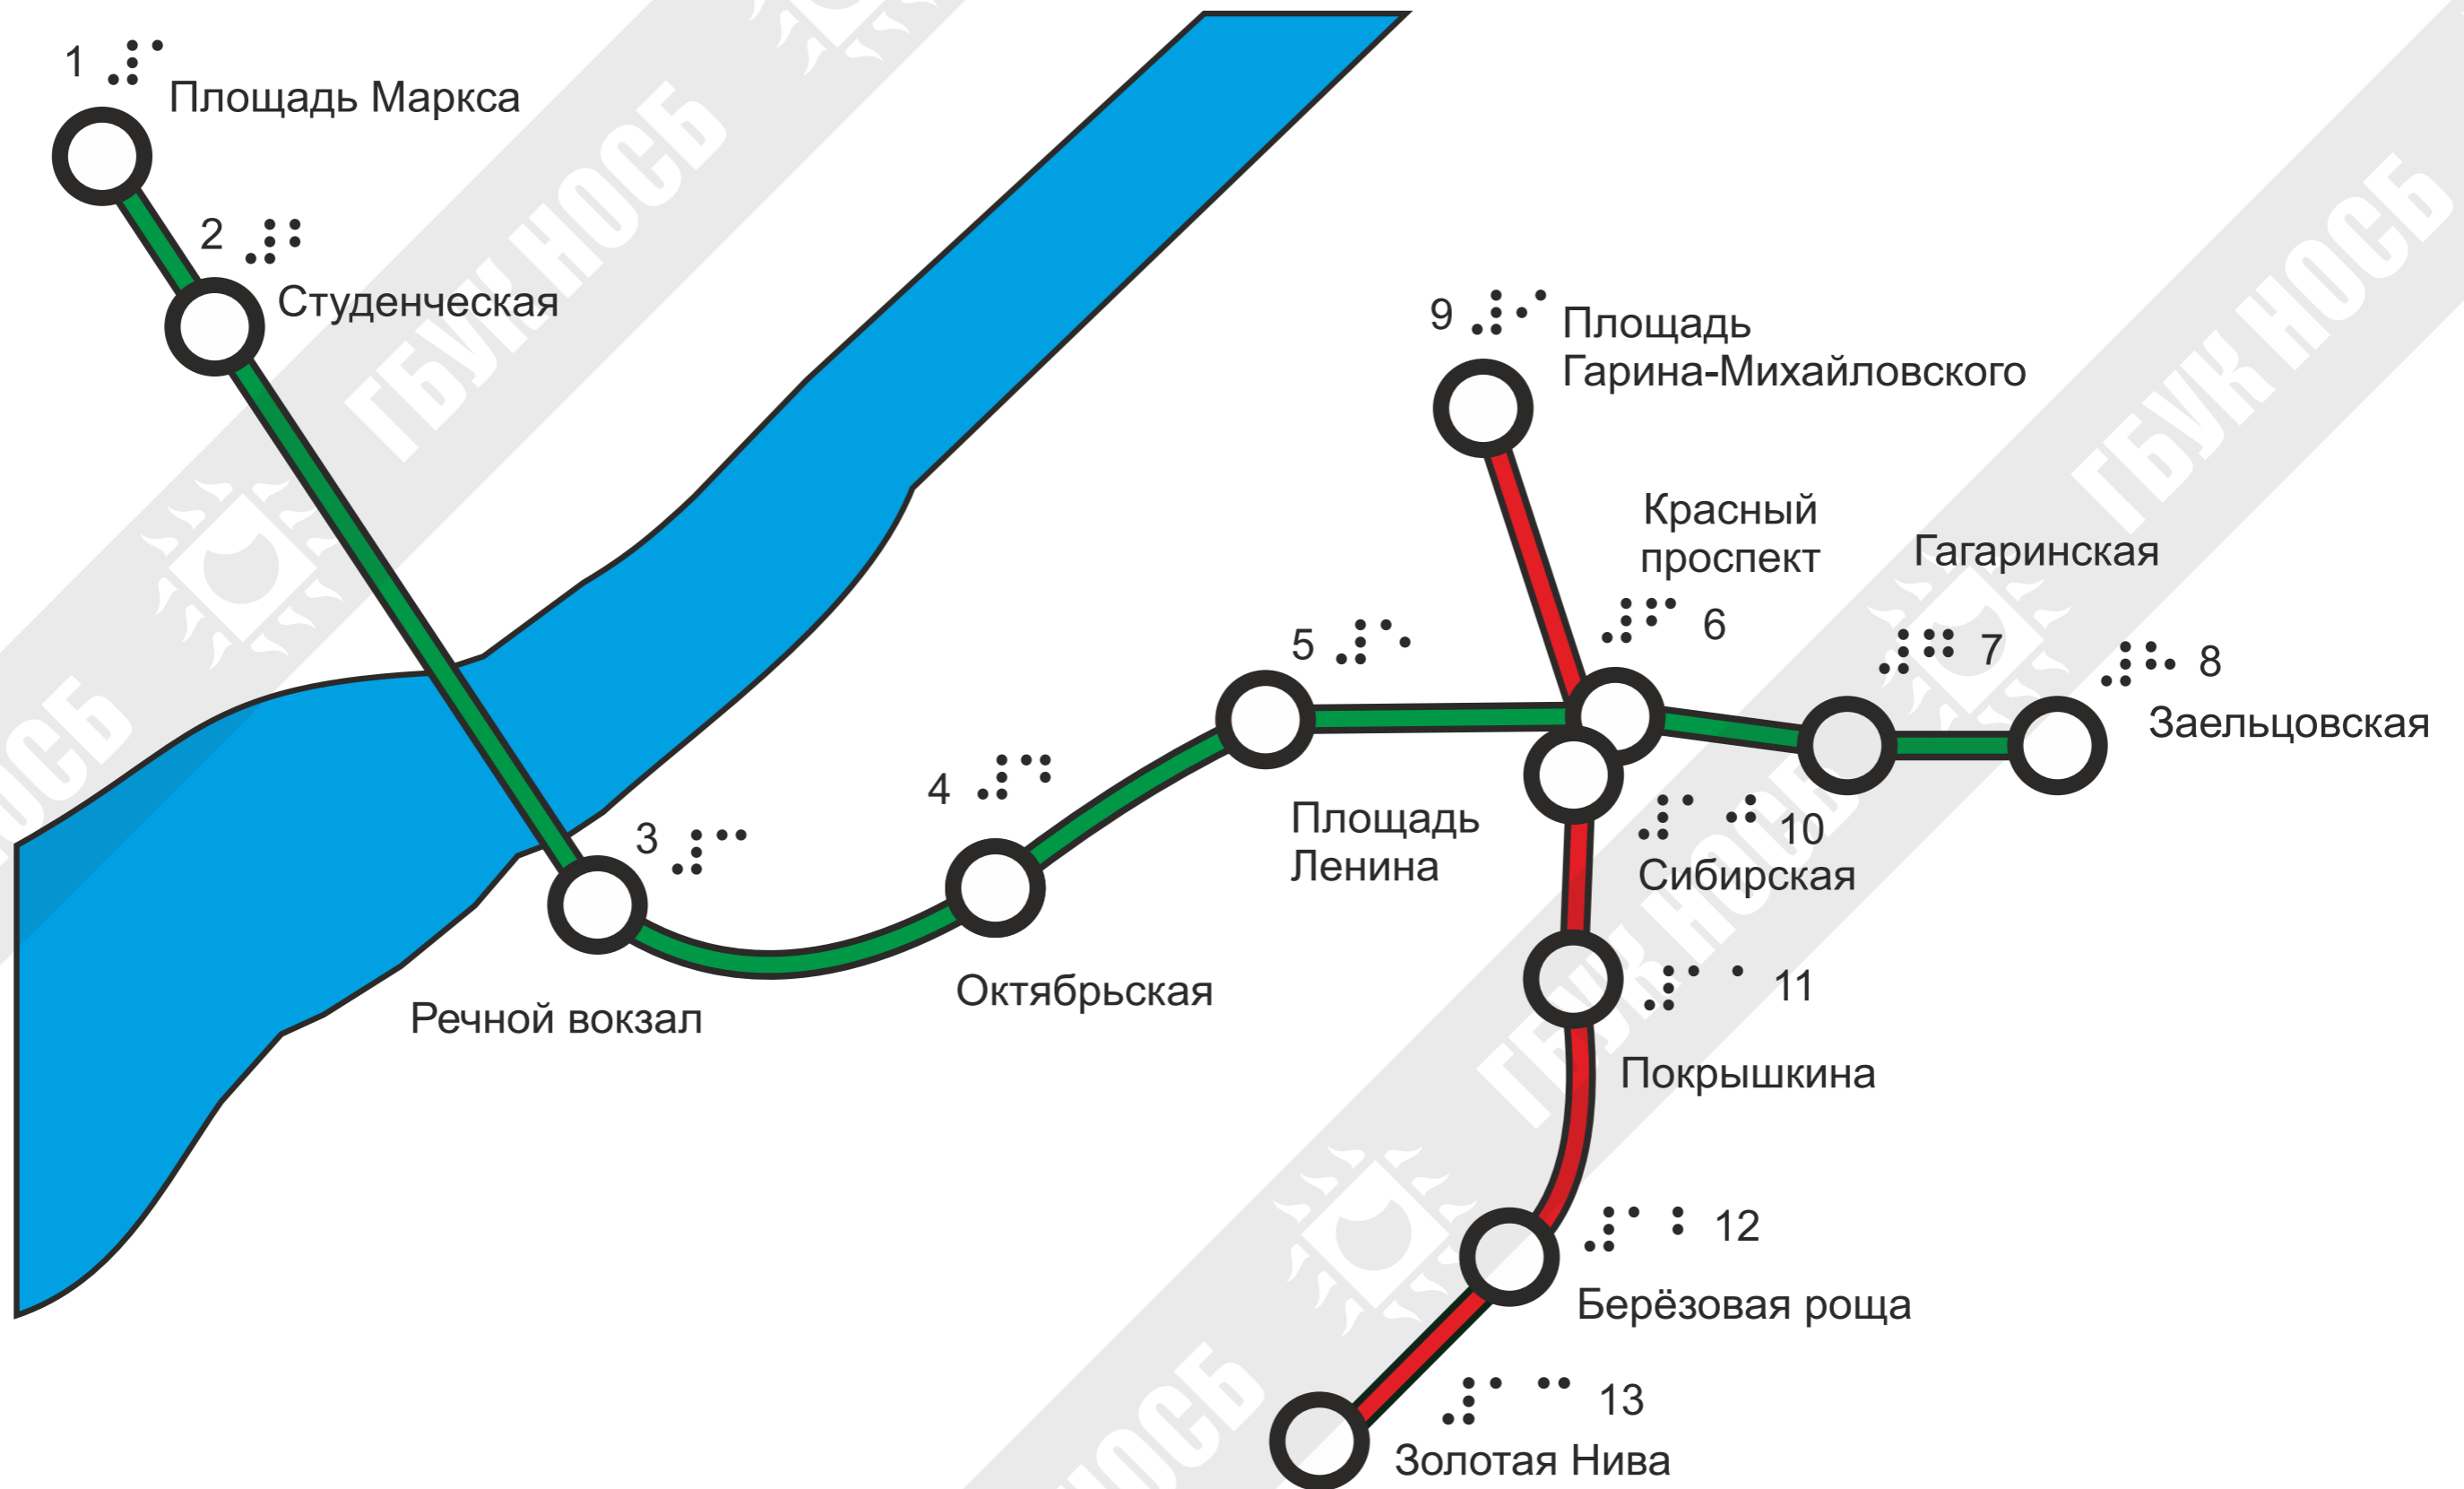 1 ⠼⠁
Площадь Маркса
2 ⠼⠃
Студенческая
3 ⠼⠉
Речной вокзал
4 ⠼⠙
Октябрьская
5 ⠼⠑
Площадь
Ленина
Красный
проспект
⠼⠋ 6
Гагаринская
⠼⠛ 7
⠼⠓ 8
Заельцовская
9 ⠼⠊
Площадь
Гарина-Михайловского
⠼⠁⠚ 10
Сибирская
⠼⠁⠁ 11
Покрышкина
⠼⠁⠃ 12
Берёзовая роща
⠼⠁⠉ 13
Золотая Нива
ГБУК НОСБ
ГБУК НОСБ
ГБУК НОСБ
НОСБ
НОСБ